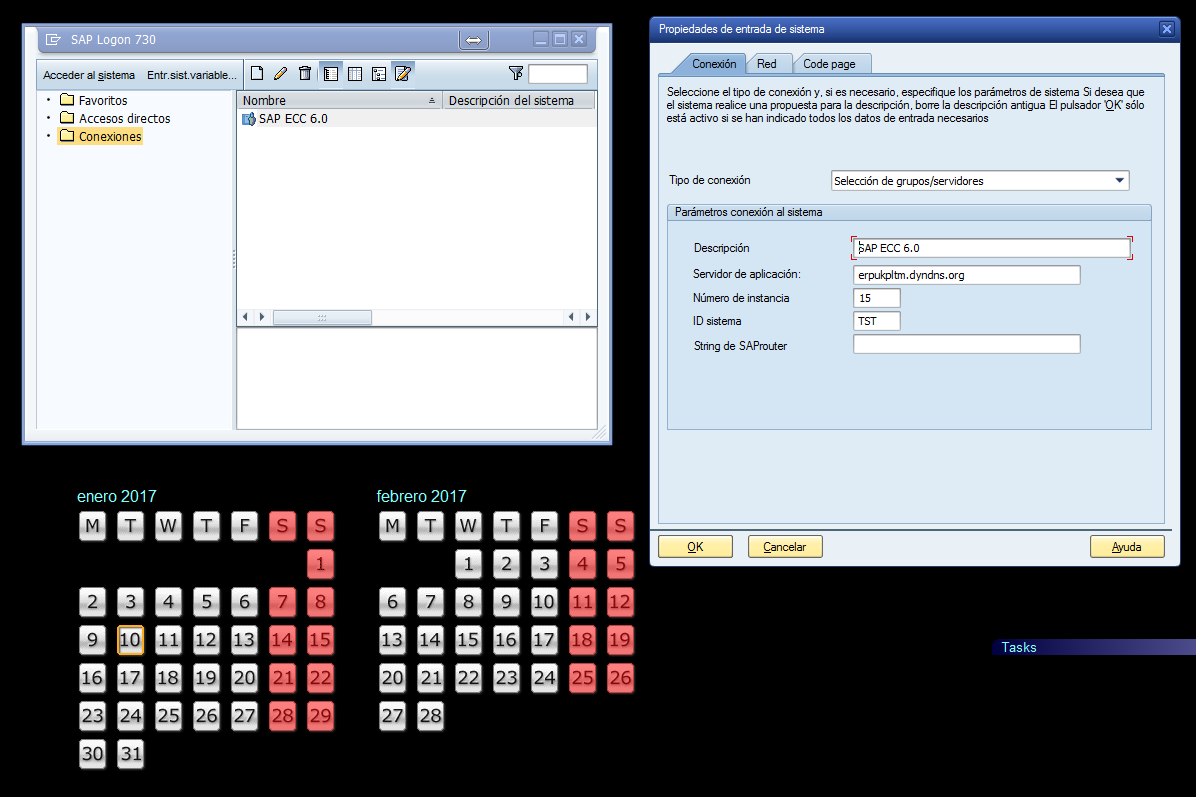 SAP Logon 730
Acceder al sistema Entr.sist.variable...
Favoritos
Accesos directos
Conexiones
Nombre Descripción del sistema
SAP ECC 6.0
Propiedades de entrada de sistema
Conexión Red Code page
Seleccione el tipo de conexión y, si es necesario, especifique los parámetros de sistema Si desea que
el sistema realice una propuesta para la descripción, borre la descripción antigua El pulsador 'OK' sólo
está activo si se han indicado todos los datos de entrada necesarios
Tipo de conexión Selección de grupos/servidores
Parámetros conexión al sistema
Descripción SAP ECC 6.0
Servidor de aplicación: erpukpltm.dyndns.org
Número de instancia 15
ID sistema TST
String de SAProuter
OK Cancelar Ayuda
enero 2017
M T W T F S S
1
2 3 4 5 6 7 8
9 10 11 12 13 14 15
16 17 18 19 20 21 22
23 24 25 26 27 28 29
30 31
febrero 2017
M T W T F S S
1 2 3 4 5
6 7 8 9 10 11 12
13 14 15 16 17 18 19
20 21 22 23 24 25 26
27 28
Tasks